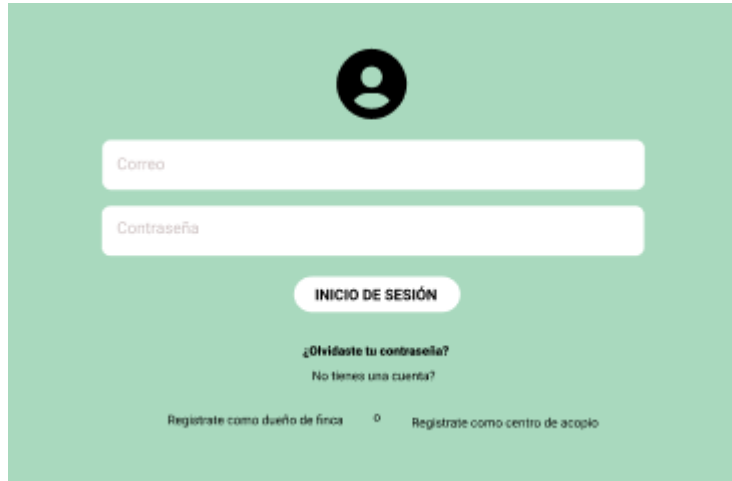 Correo
Contraseña
INICIO DE SESIÓN
¿Olvidaste tu contraseña?
No tienes una cuenta?
Registrate como dueño de finca o Registrate como centro de acopio